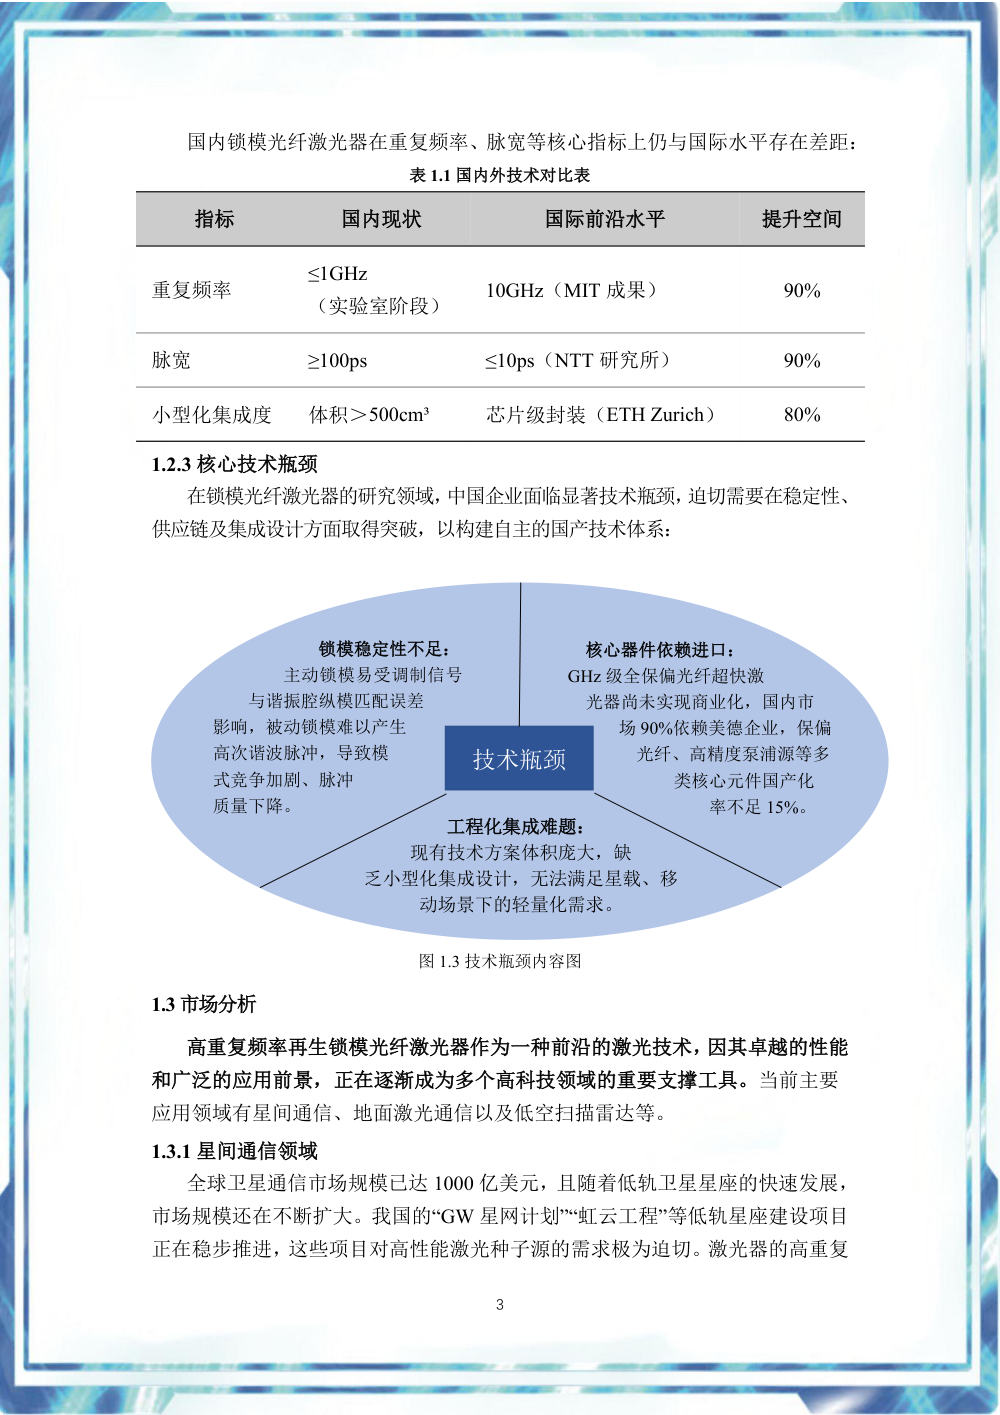 国内锁模光纤激光器在重复频率、脉宽等核心指标上仍与国际水平存在差距：
表 1.1 国内外技术对比表
指标 国内现状 国际前沿水平 提升空间
重复频率 ≤1GHz（实验室阶段） 10GHz（MIT 成果） 90%
脉宽 ≥100ps ≤10ps（NTT 研究所） 90%
小型化集成度 体积＞500cm³ 芯片级封装（ETH Zurich） 80%
1.2.3 核心技术瓶颈
在锁模光纤激光器的研究领域，中国企业面临显著技术瓶颈，迫切需要在稳定性、
供应链及集成设计方面取得突破，以构建自主的国产技术体系：
锁模稳定性不足：
主动锁模易受调制信号
与谐振腔纵模匹配误差
影响，被动锁模难以产生
高次谐波脉冲，导致模
式竞争加剧、脉冲
质量下降。
核心器件依赖进口：
GHz 级全保偏光纤超快激
光器尚未实现商业化，国内市
场 90%依赖美德企业，保偏
光纤、高精度泵浦源等多
类核心元件国产化
率不足 15%。
技术瓶颈
工程化集成难题：
现有技术方案体积庞大，缺
乏小型化集成设计，无法满足星载、移
动场景下的轻量化需求。
图 1.3 技术瓶颈内容图
1.3 市场分析
高重复频率再生锁模光纤激光器作为一种前沿的激光技术，因其卓越的性能
和广泛的应用前景，正在逐渐成为多个高科技领域的重要支撑工具。当前主要
应用领域有星间通信、地面激光通信以及低空扫描雷达等。
1.3.1 星间通信领域
全球卫星通信市场规模已达 1000 亿美元，且随着低轨卫星星座的快速发展，
市场规模还在不断扩大。我国的“GW 星网计划”“虹云工程”等低轨星座建设项目
正在稳步推进，这些项目对高性能激光种子源的需求极为迫切。激光器的高重复
3